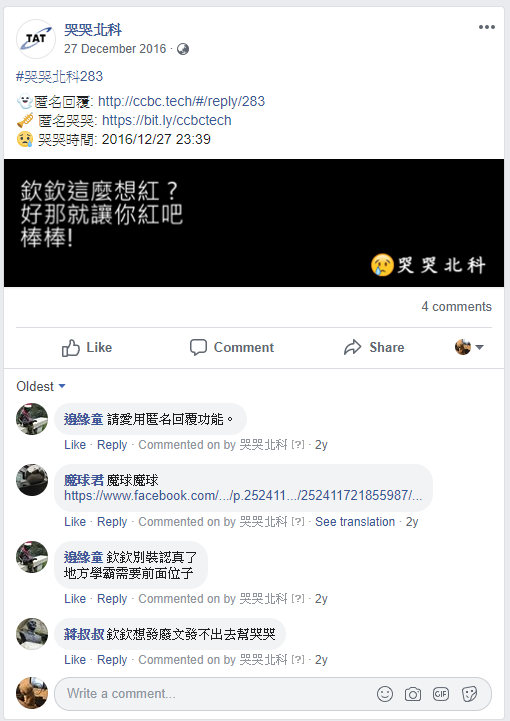 TAT
哭哭北科
27 December 2016 ·
#哭哭北科283
👻匿名回覆: http://ccbc.tech/#/reply/283
🎺 匿名哭哭: https://bit.ly/ccbctech
😢 哭哭時間: 2016/12/27 23:39
欽欽這麼想紅？
好那就讓你紅吧
棒棒!
😢哭哭北科
4 comments
Like Comment Share
Oldest
邊緣童 請愛用匿名回覆功能。
Like · Reply · Commented on by 哭哭北科 [?] · 2y
魔球君 魔球魔球
https://www.facebook.com/.../p.252411.../252411721855987/...
Like · Reply · Commented on by 哭哭北科 [?] · See translation · 2y
邊緣童 欽欽別裝認真了
地方學霸需要前面位子
Like · Reply · Commented on by 哭哭北科 [?] · 2y
蔣叔叔 欽欽想發廢文發不出去幫哭哭
Like · Reply · Commented on by 哭哭北科 [?] · 2y
Write a comment...
GIF